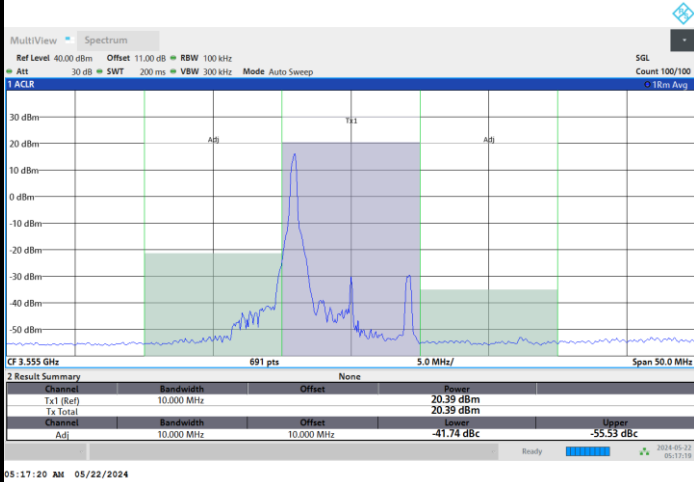 MultiView Spectrum
Ref Level 40.00 dBm Offset 11.00 dB RBW 100 kHz SGL
Att 30 dB SWT 200 ms VBW 300 kHz Mode Auto Sweep Count 100/100
1 ACLR 1Rm Avg
30 dBm
Tx1
20 dBm Adj Adj
10 dBm
0 dBm
-10 dBm
-20 dBm
-30 dBm
-40 dBm
-50 dBm
CF 3.555 GHz 691 pts 5.0 MHz/ Span 50.0 MHz
2 Result Summary None
Channel Bandwidth Offset Power
Tx1 (Ref) 10.000 MHz 20.39 dBm
Tx Total 20.39 dBm
Channel Bandwidth Offset Lower Upper
Adj 10.000 MHz 10.000 MHz -41.74 dBc -55.53 dBc
Ready 2024-05-22
05:17:19
05:17:20 AM 05/22/2024